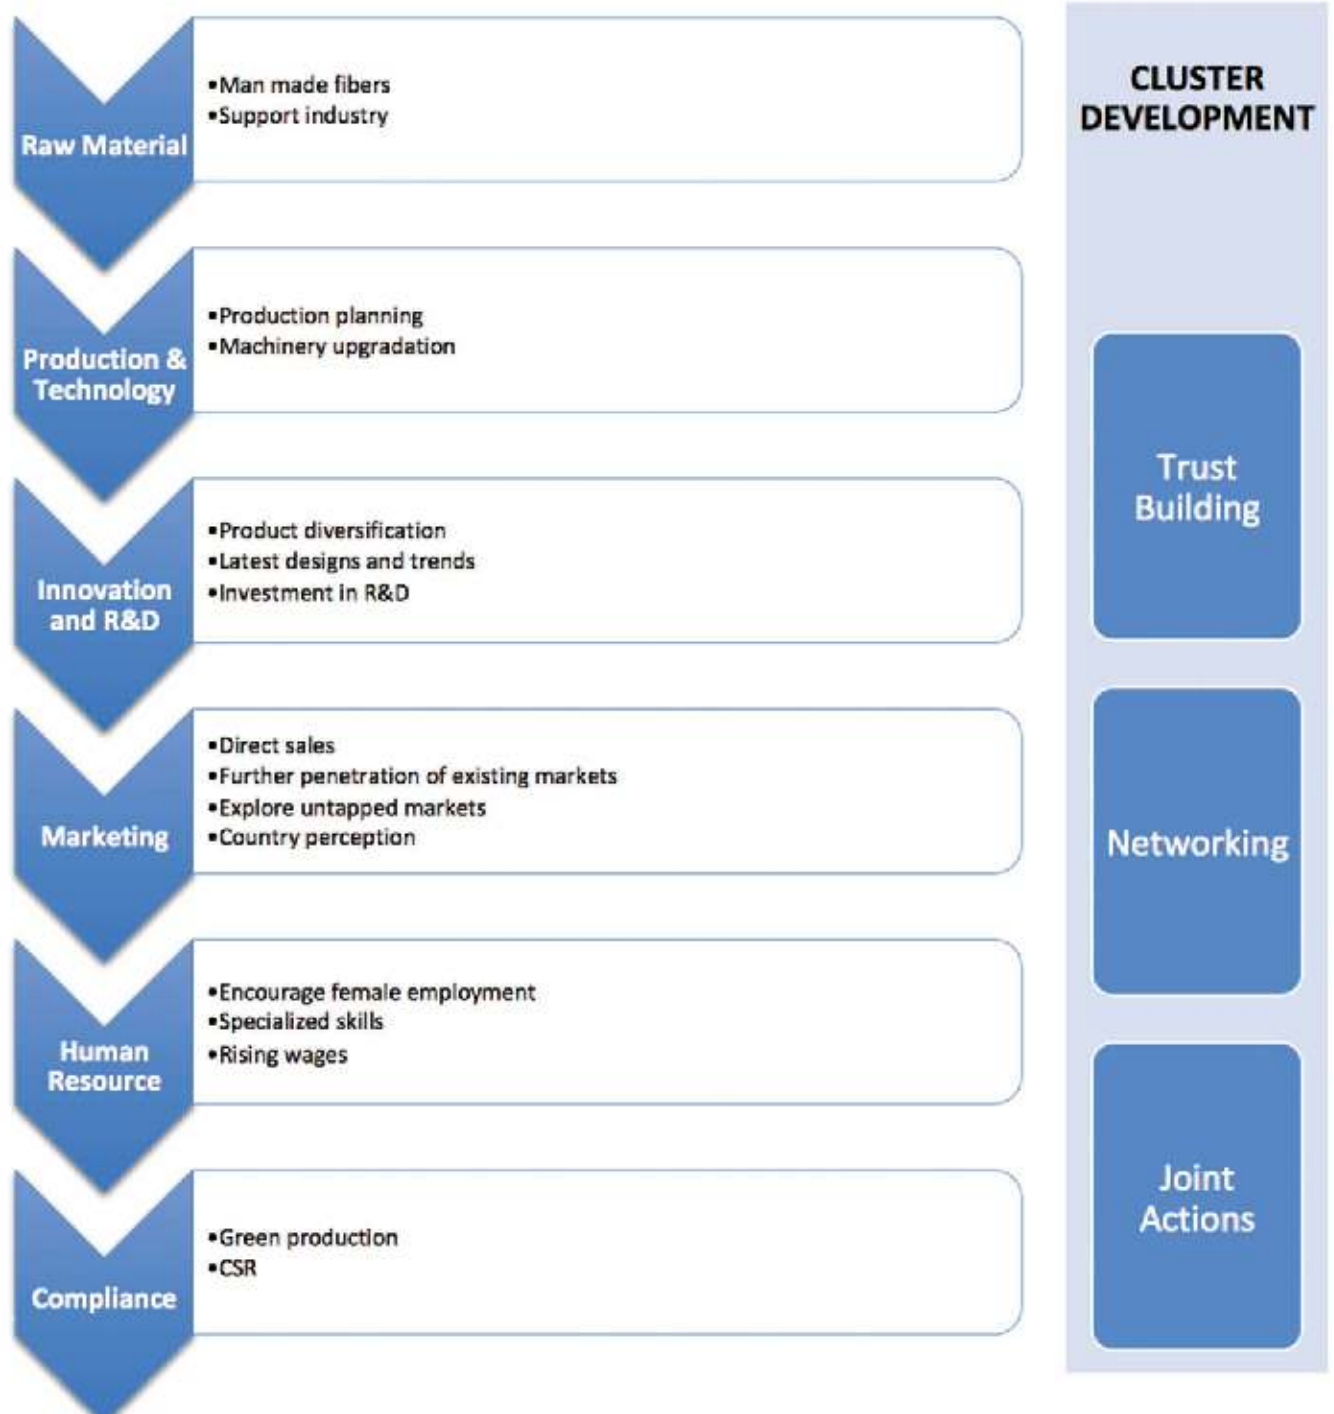 Raw Material
•Man made fibers
•Support industry
Production &
Technology
•Production planning
•Machinery upgradation
Innovation
and R&D
•Product diversification
•Latest designs and trends
•Investment in R&D
Marketing
•Direct sales
•Further penetration of existing markets
•Explore untapped markets
•Country perception
Human
Resource
•Encourage female employment
•Specialized skills
•Rising wages
Compliance
•Green production
•CSR
CLUSTER
DEVELOPMENT
Trust
Building
Networking
Joint
Actions